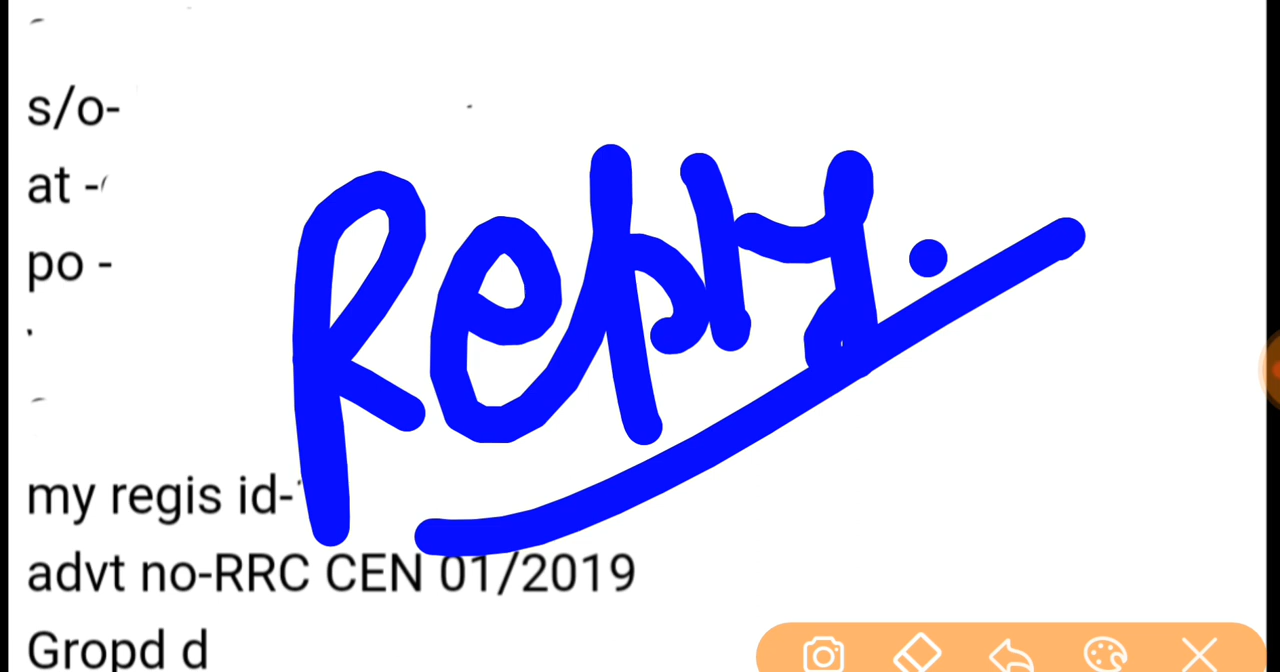 s/o-
at -
po -
Reply.
my regis id-
advt no-RRC CEN 01/2019
Gropd d